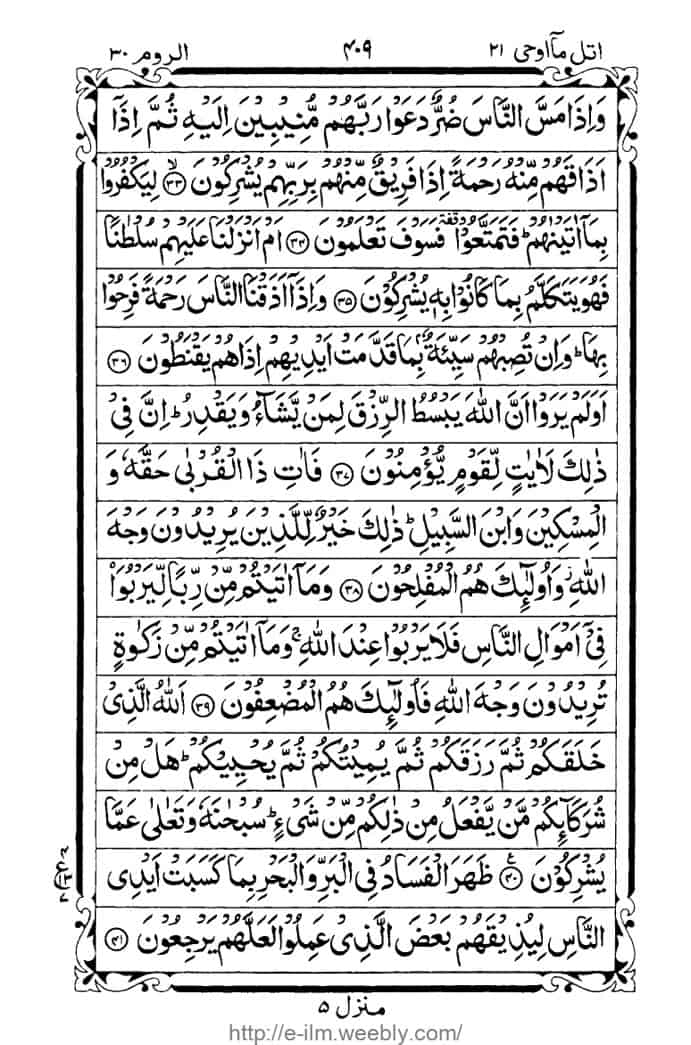 اتل مآاوحی ۲۱ ۴۰۹ الروم ۳۰
وَاِذَا مَسَّ النَّاسَ ضُرٌّ دَعَوْا رَبَّهُمْ مُّنِيْبِيْنَ اِلَيْهِ ثُمَّ اِذَآ
اَذَاقَهُمْ مِّنْهُ رَحْمَةً اِذَا فَرِيْقٌ مِّنْهُمْ بِرَبِّهِمْ يُشْرِكُوْنَ ۙ‏﴿۳۳﴾ لِيَكْفُرُوْا
بِمَاۤ اٰتَيْنٰهُمْ ؕ فَتَمَتَّعُوْا ٝ فَسَوْفَ تَعْلَمُوْنَ ﴿۳۴﴾ اَمْ اَنْزَلْنَا عَلَيْهِمْ سُلْطٰنًا
فَهُوَ يَتَكَلَّمُ بِمَا كَانُوْا بِهٖ يُشْرِكُوْنَ ﴿۳۵﴾ وَاِذَاۤ اَذَقْنَا النَّاسَ رَحْمَةً فَرِحُوْا
بِهَا ؕ وَاِنْ تُصِبْهُمْ سَيِّئَةٌۢ بِمَا قَدَّمَتْ اَيْدِيْهِمْ اِذَا هُمْ يَقْنَطُوْنَ ﴿۳۶﴾
اَوَلَمْ يَرَوْا اَنَّ اللّٰهَ يَبْسُطُ الرِّزْقَ لِمَنْ يَّشَآءُ وَيَقْدِرُ ؕ اِنَّ فِىْ
ذٰلِكَ لَاٰيٰتٍ لِّقَوْمٍ يُّؤْمِنُوْنَ ﴿۳۷﴾ فَاٰتِ ذَا الْقُرْبٰى حَقَّهٗ وَ
الْمِسْكِيْنَ وَابْنَ السَّبِيْلِ ؕ ذٰلِكَ خَيْرٌ لِّلَّذِيْنَ يُرِيْدُوْنَ وَجْهَ
اللّٰهِ ز وَاُولٰٓئِكَ هُمُ الْمُفْلِحُوْنَ ﴿۳۸﴾ وَمَاۤ اٰتَيْتُمْ مِّنْ رِّبًا لِّيَرْبُوَا۟
فِىْۤ اَمْوَالِ النَّاسِ فَلَا يَرْبُوْا عِنْدَ اللّٰهِ ۚ وَمَاۤ اٰتَيْتُمْ مِّنْ زَكٰوةٍ
تُرِيْدُوْنَ وَجْهَ اللّٰهِ فَاُولٰٓئِكَ هُمُ الْمُضْعِفُوْنَ ﴿۳۹﴾ اَللّٰهُ الَّذِىْ
خَلَقَكُمْ ثُمَّ رَزَقَكُمْ ثُمَّ يُمِيْتُكُمْ ثُمَّ يُحْيِيْكُمْ ؕ هَلْ مِنْ
شُرَكَآئِكُمْ مَّنْ يَّفْعَلُ مِنْ ذٰلِكُمْ مِّنْ شَىْءٍ ؕ سُبْحٰنَهٗ وَتَعٰلٰى عَمَّا
يُشْرِكُوْنَ ﴿۴۰﴾ ظَهَرَ الْفَسَادُ فِى الْبَرِّ وَالْبَحْرِ بِمَا كَسَبَتْ اَيْدِى
النَّاسِ لِيُذِيْقَهُمْ بَعْضَ الَّذِىْ عَمِلُوْا لَعَلَّهُمْ يَرْجِعُوْنَ ﴿۴۱﴾
منزل ۵
http://e-ilm.weebly.com/